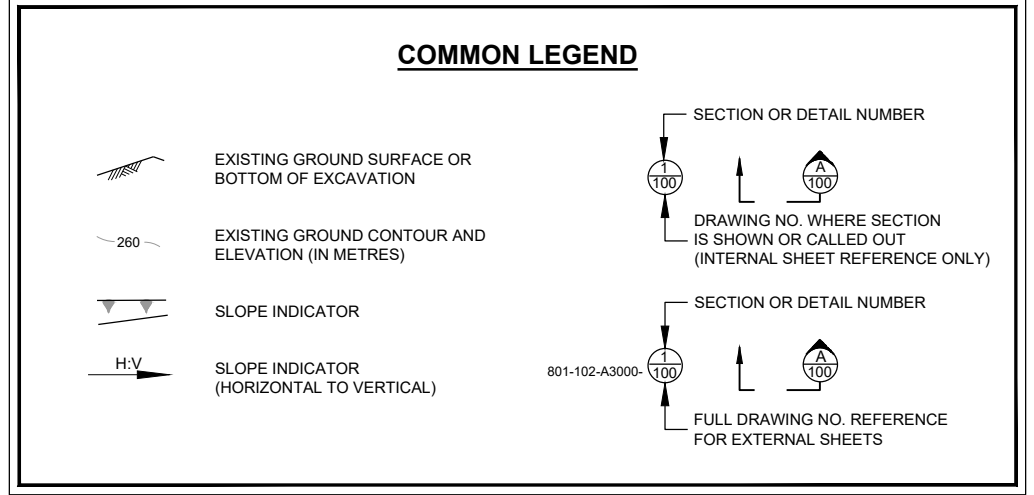 COMMON LEGEND
EXISTING GROUND SURFACE OR
BOTTOM OF EXCAVATION
260
EXISTING GROUND CONTOUR AND
ELEVATION (IN METRES)
SLOPE INDICATOR
H:V
SLOPE INDICATOR
(HORIZONTAL TO VERTICAL)
SECTION OR DETAIL NUMBER
1
100
A
100
DRAWING NO. WHERE SECTION
IS SHOWN OR CALLED OUT
(INTERNAL SHEET REFERENCE ONLY)
SECTION OR DETAIL NUMBER
801-102-A3000-
1
100
A
100
FULL DRAWING NO. REFERENCE
FOR EXTERNAL SHEETS